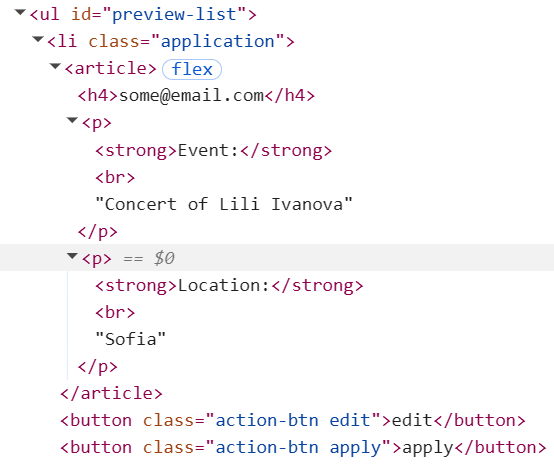 <ul id="preview-list">
<li class="application">
<article> flex
<h4>some@email.com</h4>
<p>
<strong>Event:</strong>
<br>
"Concert of Lili Ivanova"
</p>
<p> == $0
<strong>Location:</strong>
<br>
"Sofia"
</p>
</article>
<button class="action-btn edit">edit</button>
<button class="action-btn apply">apply</button>